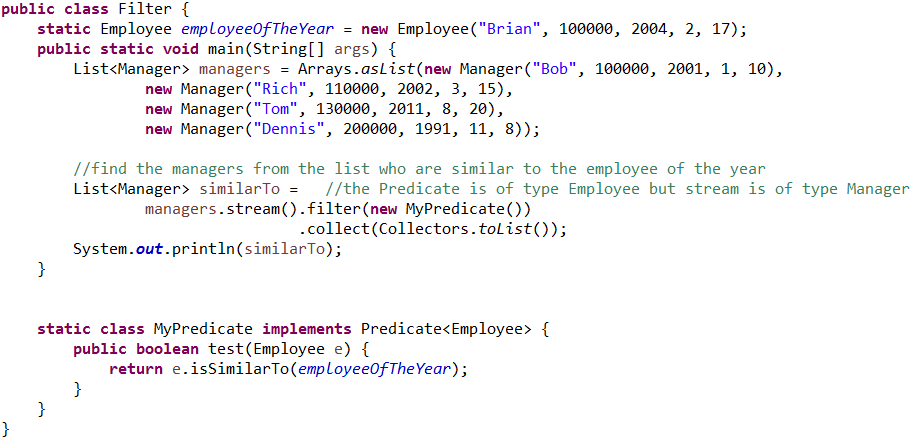 public class Filter {
    static Employee employeeOfTheYear = new Employee("Brian", 100000, 2004, 2, 17);
    public static void main(String[] args) {
        List<Manager> managers = Arrays.asList(new Manager("Bob", 100000, 2001, 1, 10),
                new Manager("Rich", 110000, 2002, 3, 15),
                new Manager("Tom", 130000, 2011, 8, 20),
                new Manager("Dennis", 200000, 1991, 11, 8));

        //find the managers from the list who are similar to the employee of the year
        List<Manager> similarTo =   //the Predicate is of type Employee but stream is of type Manager
                managers.stream().filter(new MyPredicate())
                                 .collect(Collectors.toList());
        System.out.println(similarTo);
    }


    static class MyPredicate implements Predicate<Employee> {
        public boolean test(Employee e) {
            return e.isSimilarTo(employeeOfTheYear);
        }
    }
}